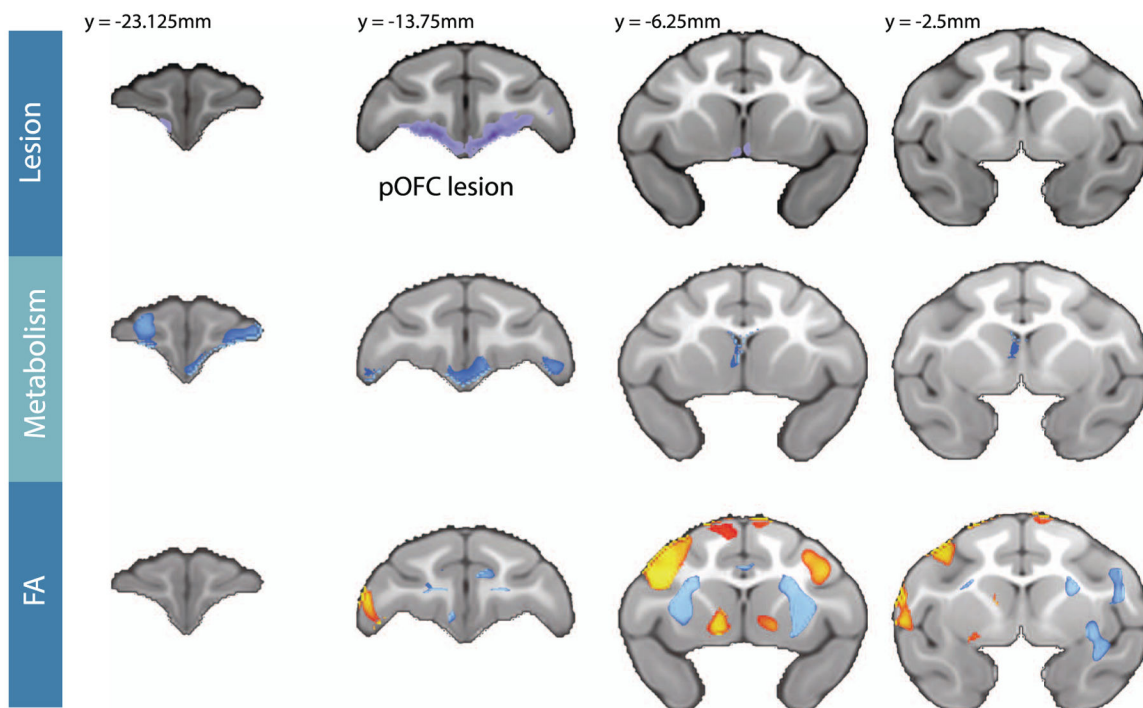 y = -23.125mm
y = -13.75mm
y = -6.25mm
y = -2.5mm
Lesion
pOFC lesion
Metabolism
FA